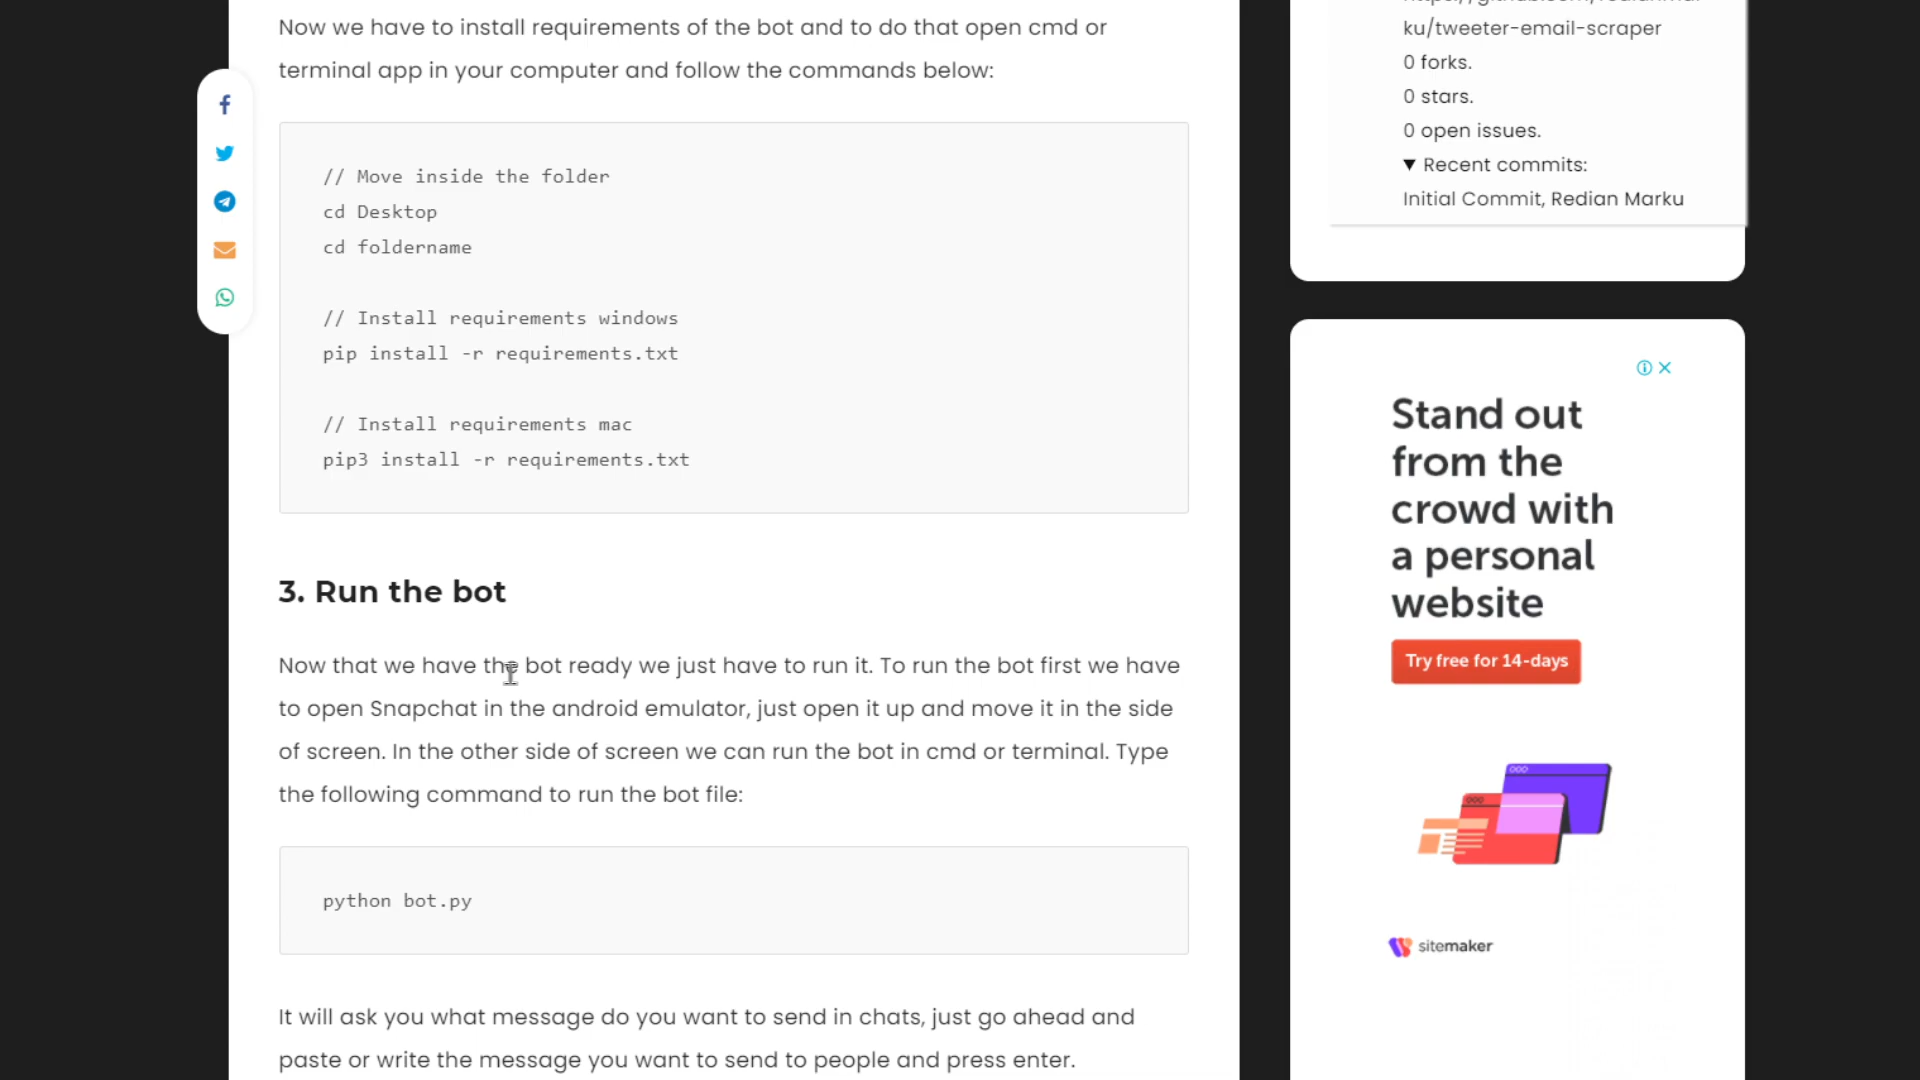 Now we have to install requirements of the bot and to do that open cmd or
terminal app in your computer and follow the commands below:
// Move inside the folder
cd Desktop
cd foldername
// Install requirements windows
pip install -r requirements.txt
// Install requirements mac
pip3 install -r requirements.txt
3. Run the bot
Now that we have the bot ready we just have to run it. To run the bot first we have
to open Snapchat in the android emulator, just open it up and move it in the side
of screen. In the other side of screen we can run the bot in cmd or terminal. Type
the following command to run the bot file:
python bot.py
It will ask you what message do you want to send in chats, just go ahead and
paste or write the message you want to send to people and press enter.
ku/tweeter-email-scraper
0 forks.
0 stars.
0 open issues.
▼ Recent commits:
Initial Commit, Redian Marku
Stand out
from the
crowd with
a personal
website
Try free for 14-days
sitemaker